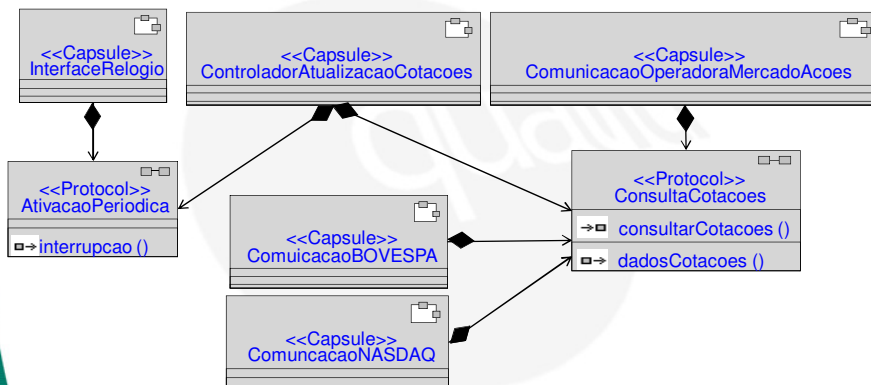 <<Capsule>>
InterfaceRelogio
<<Capsule>>
ControladorAtualizacaoCotacoes
<<Capsule>>
ComunicacaoOperadoraMercadoAcoes
<<Protocol>>
AtivacaoPeriodica
interrupcao ()
<<Protocol>>
ConsultaCotacoes
consultarCotacoes ()
dadosCotacoes ()
<<Capsule>>
ComuicacaoBOVESPA
<<Capsule>>
ComuncacaoNASDAQ